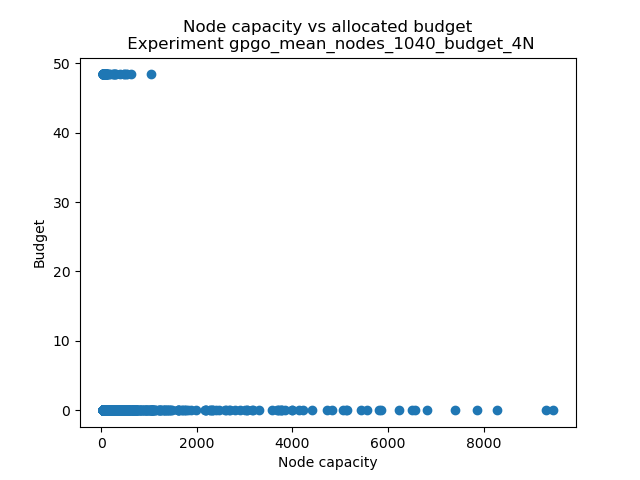 Node capacity vs allocated budget
Experiment gpgo_mean_nodes_1040_budget_4N
50
40
30
20
10
0
Budget
0 2000 4000 6000 8000
Node capacity